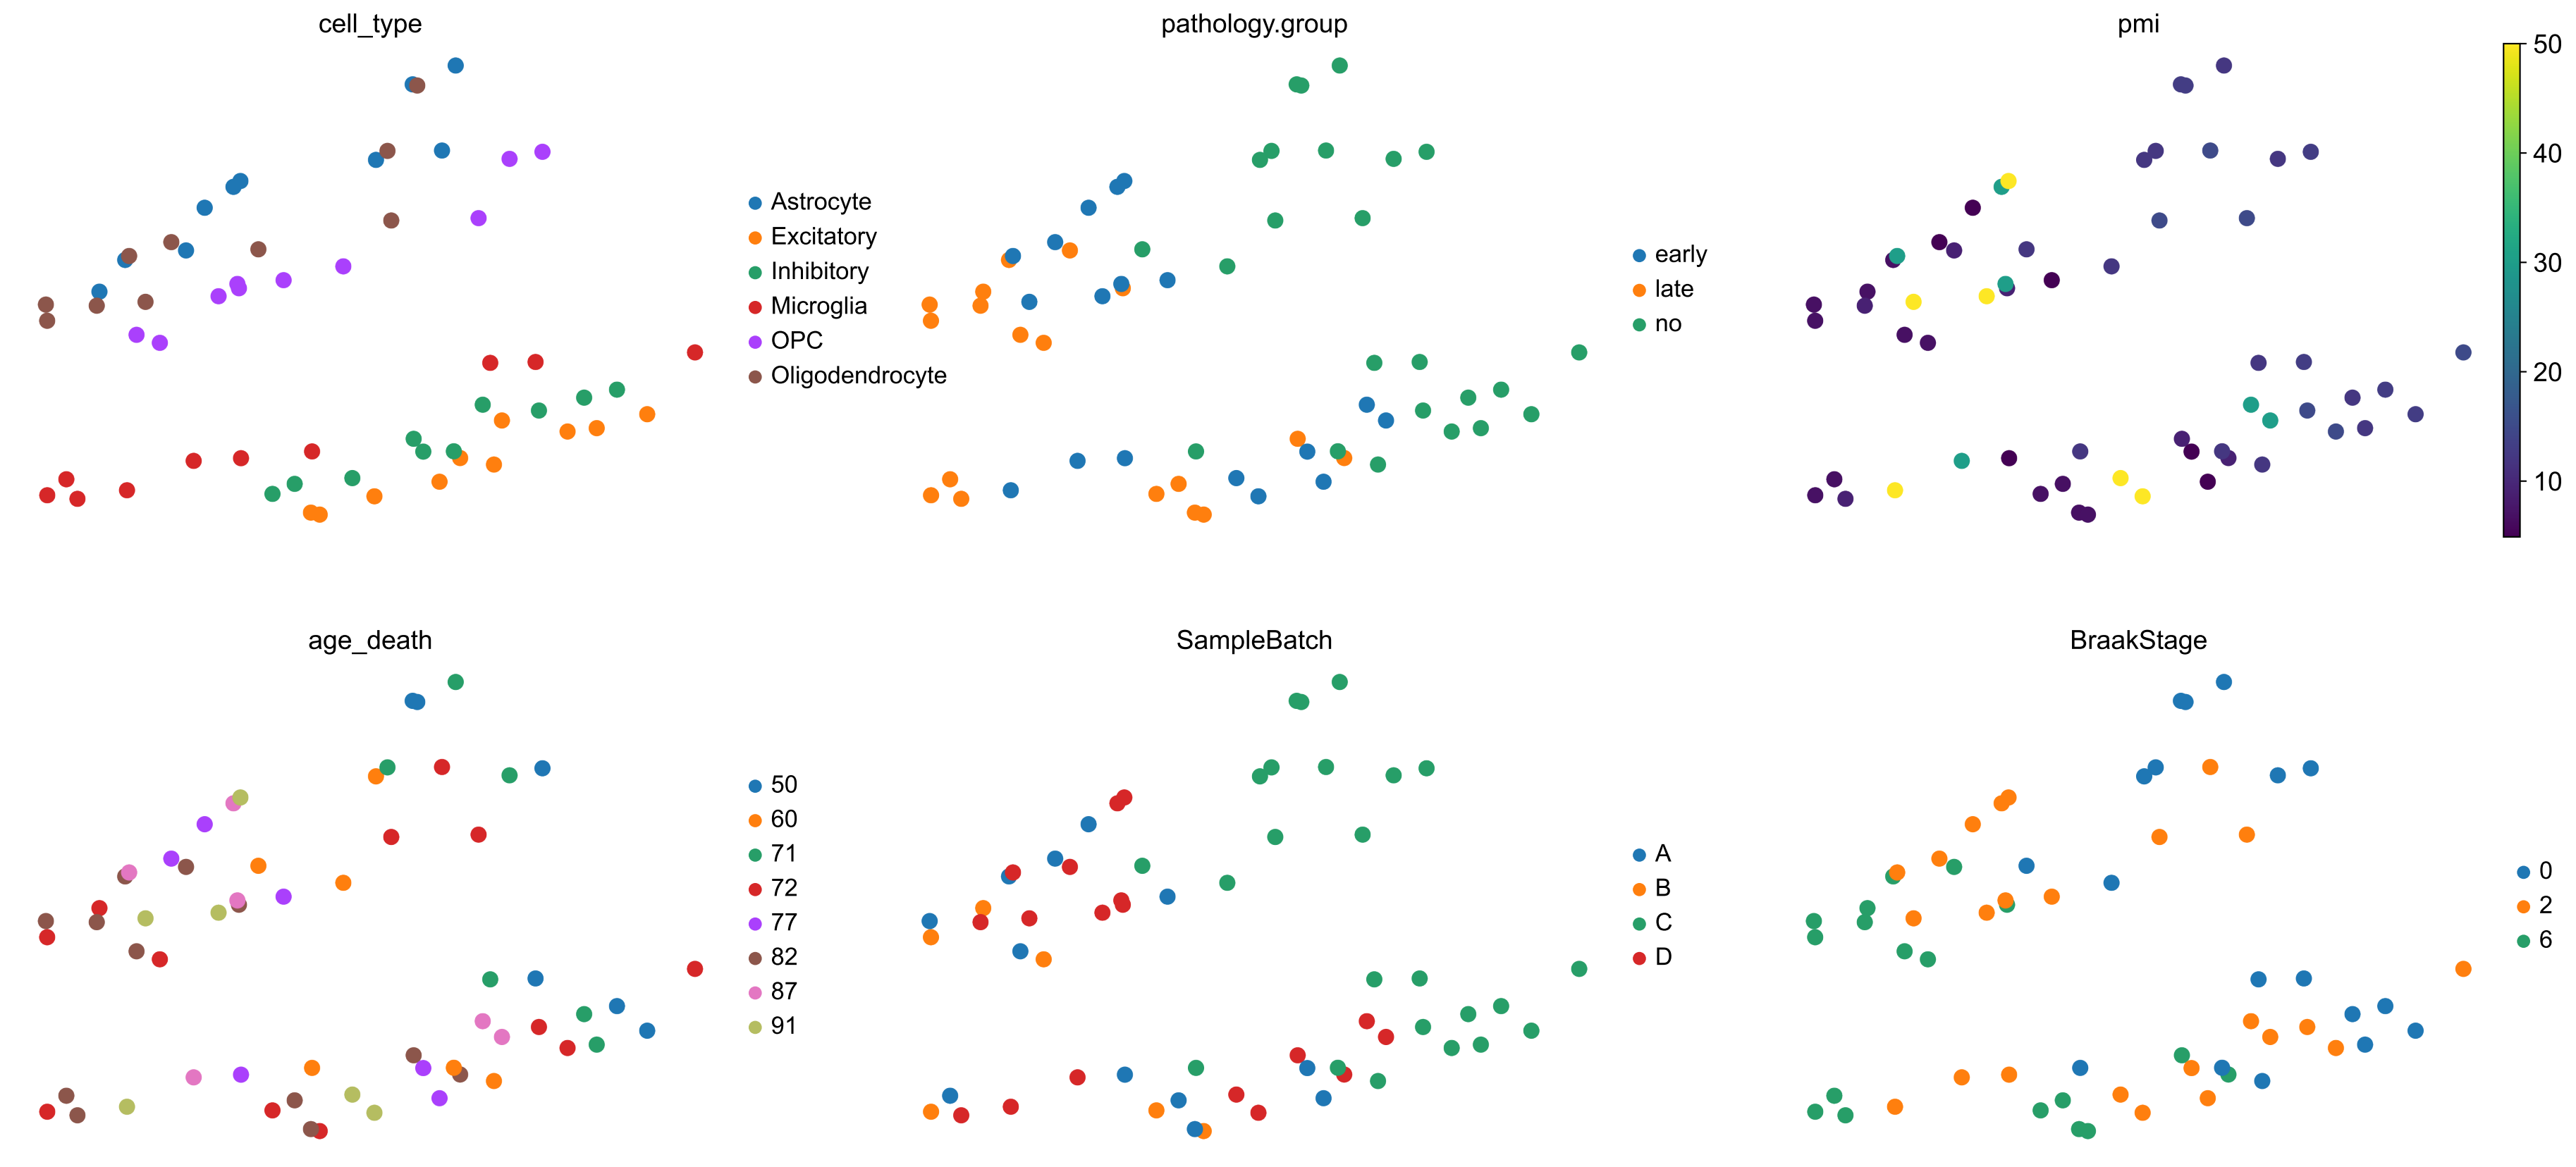 cell_type
Astrocyte
Excitatory
Inhibitory
Microglia
OPC
Oligodendrocyte
pathology.group
early
late
no
pmi
50
40
30
20
10
age_death
50
60
71
72
77
82
87
91
SampleBatch
A
B
C
D
BraakStage
0
2
6